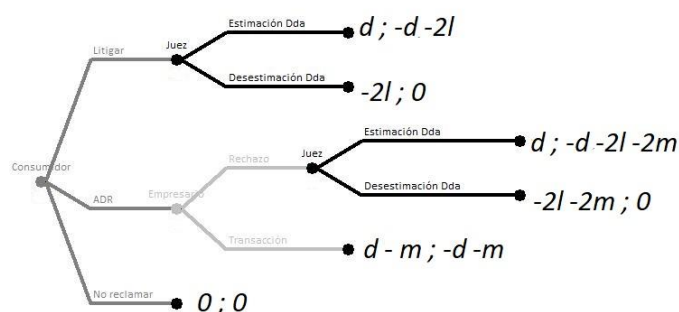 Estimación Dda
d ; -d -2l
Litigar
Juez
Desestimación Dda
-2l ; 0
Estimación Dda
d ; -d -2l -2m
Rechazo
Juez
Consumidor
Desestimación Dda
-2l -2m ; 0
ADR
Empresario
Transacción
d - m ; -d -m
No reclamar
0 ; 0